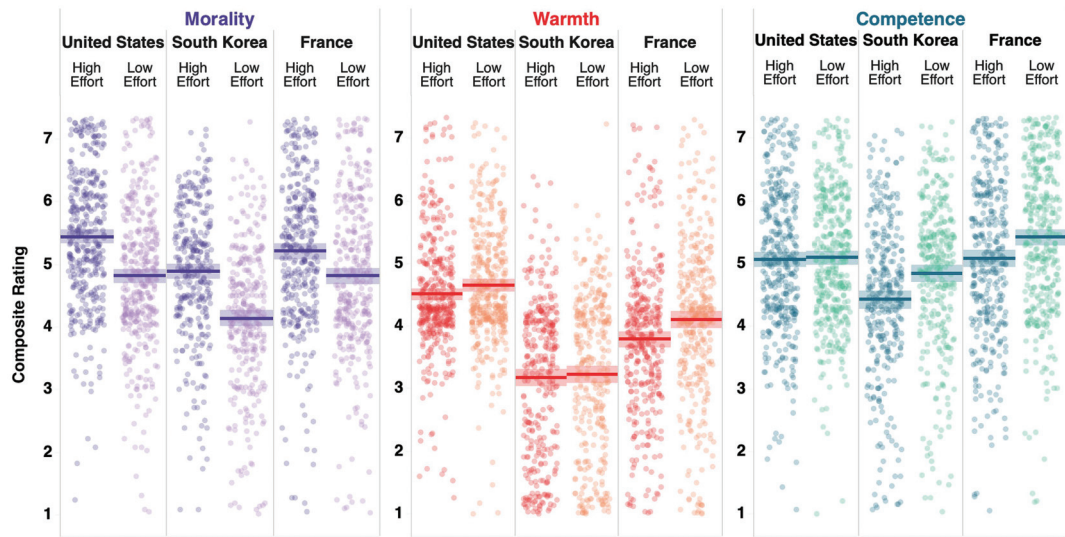 Morality
Warmth
Competence
United States South Korea France
United States South Korea France
United States South Korea France
High Effort Low Effort High Effort Low Effort High Effort Low Effort
High Effort Low Effort High Effort Low Effort High Effort Low Effort
High Effort Low Effort High Effort Low Effort High Effort Low Effort
Composite Rating
7
6
5
4
3
2
1
7
6
5
4
3
2
1
7
6
5
4
3
2
1